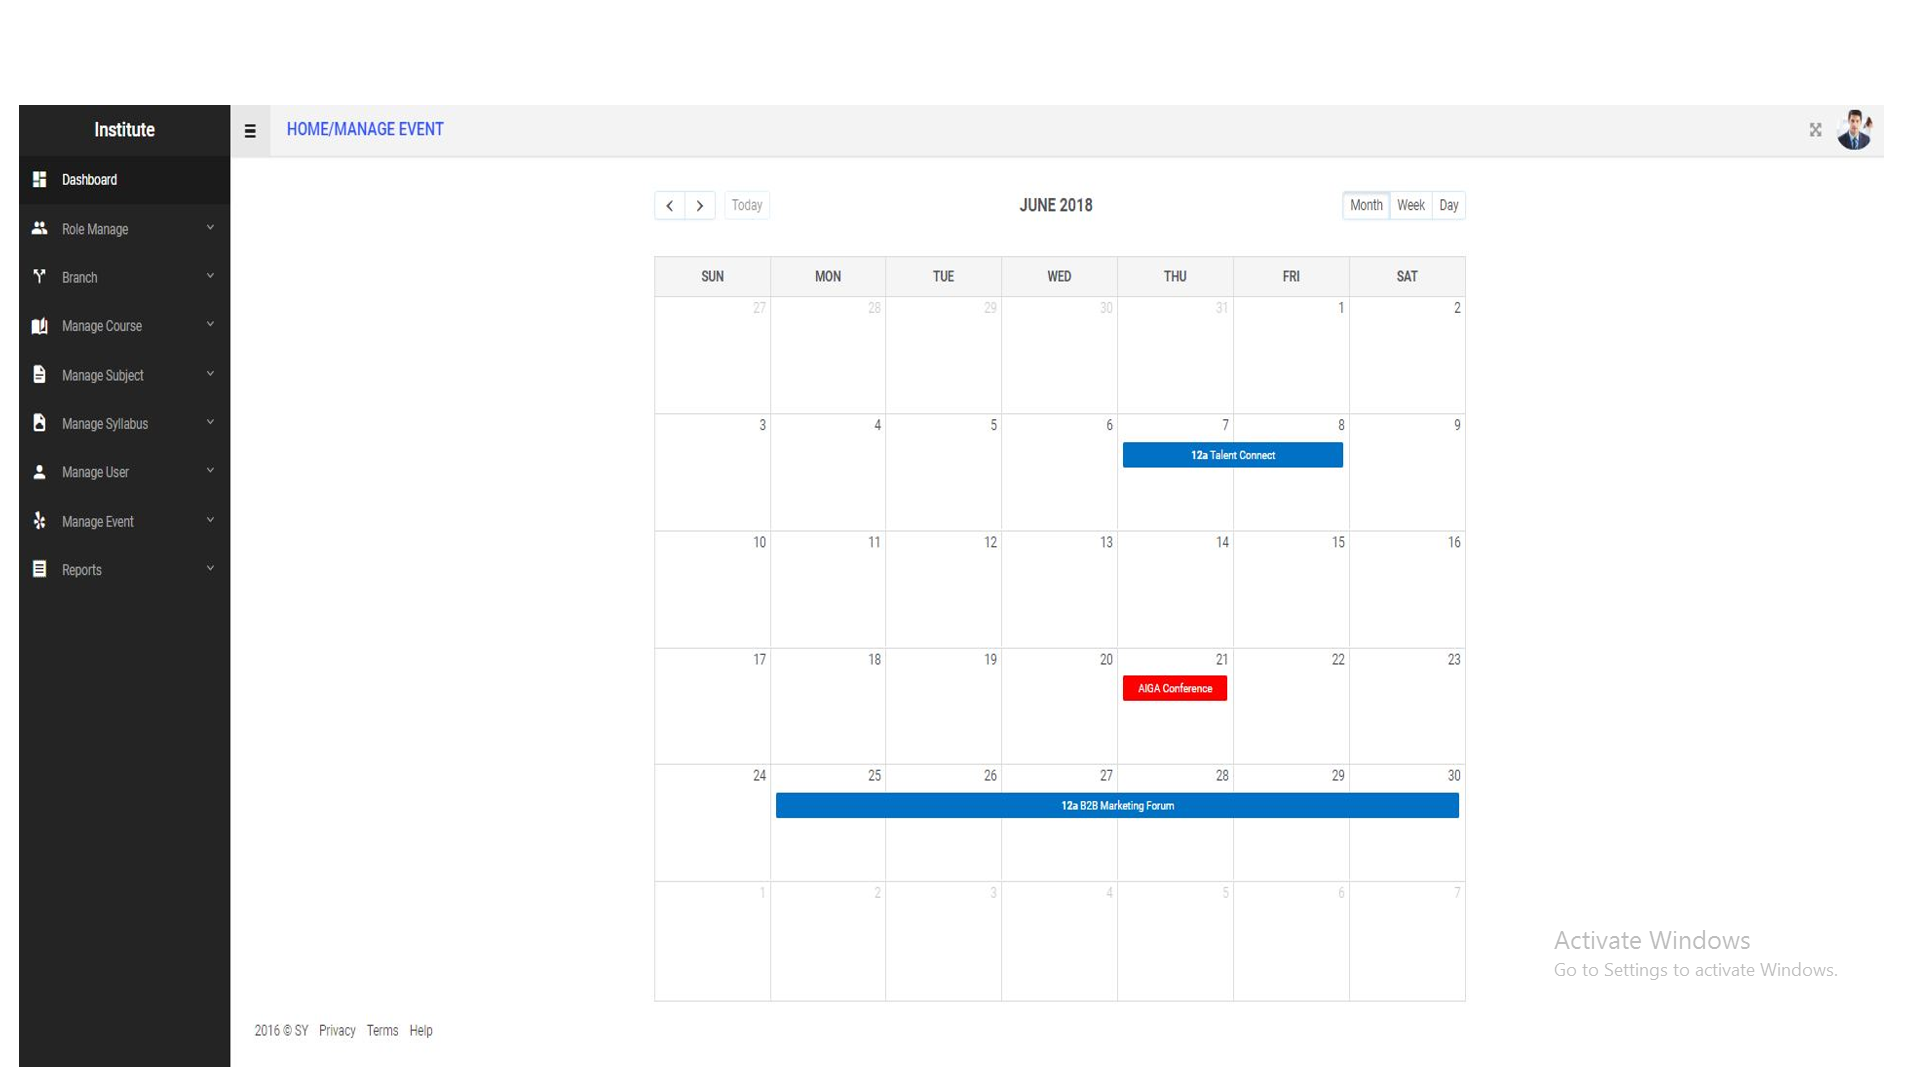 Institute
HOME/MANAGE EVENT
Dashboard
Role Manage
Branch
Manage Course
Manage Subject
Manage Syllabus
Manage User
Manage Event
Reports
Today
JUNE 2018
Month Week Day
SUN MON TUE WED THU FRI SAT
27 28 29 30 31 1 2
3 4 5 6 7 8 9
12a Talent Connect
10 11 12 13 14 15 16
17 18 19 20 21 22 23
AIGA Conference
24 25 26 27 28 29 30
12a B2B Marketing Forum
1 2 3 4 5 6 7
Activate Windows
Go to Settings to activate Windows.
2016 © SY Privacy Terms Help